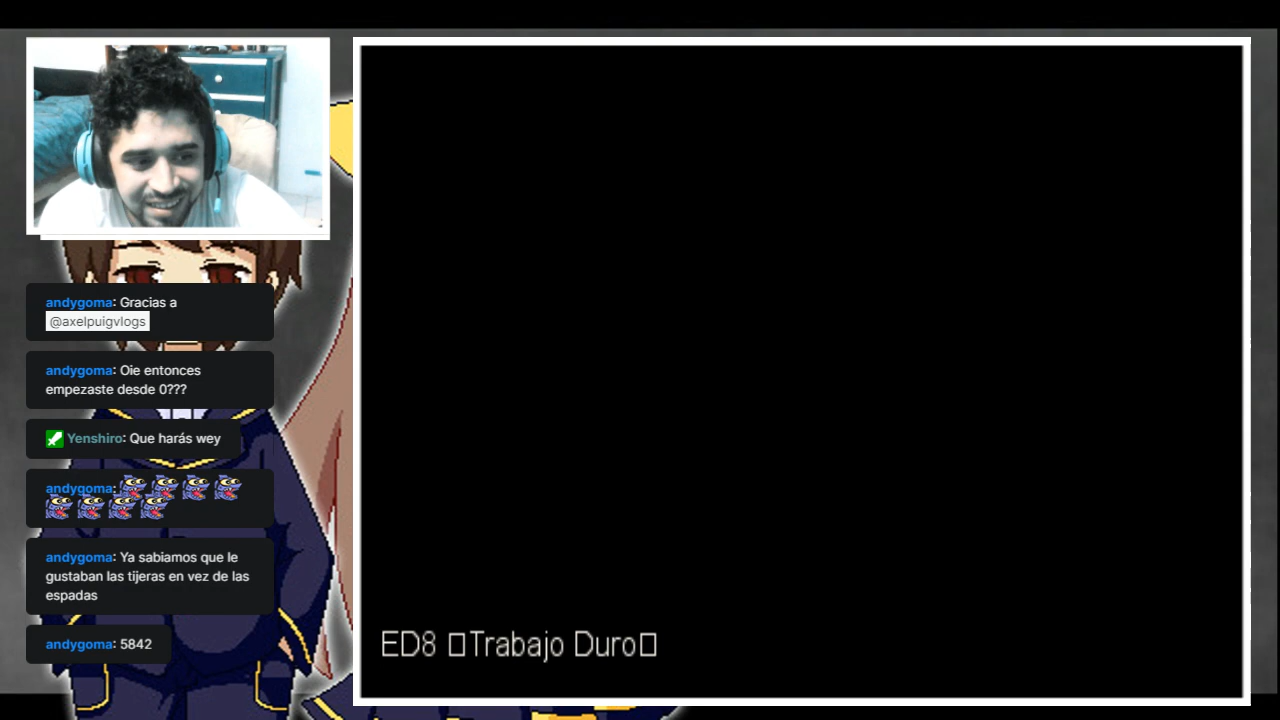 andygoma: Gracias a
@axelpuigvlogs
andygoma: Oie entonces
empezaste desde 0???
Yenshiro: Que harás wey
andygoma:
andygoma: Ya sabiamos que le
gustaban las tijeras en vez de las
espadas
andygoma: 5842
ED8 □Trabajo Duro□